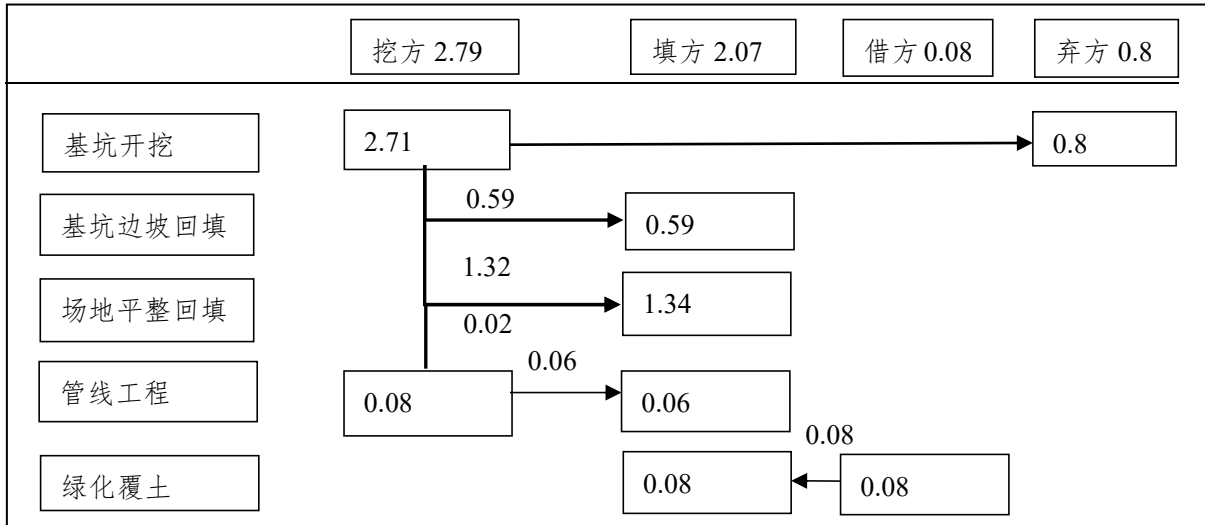 挖方 2.79
填方 2.07
借方 0.08
弃方 0.8
基坑开挖
2.71
0.8
基坑边坡回填
0.59
0.59
场地平整回填
1.32
1.34
0.02
管线工程
0.08
0.06
0.06
绿化覆土
0.08
0.08
0.08